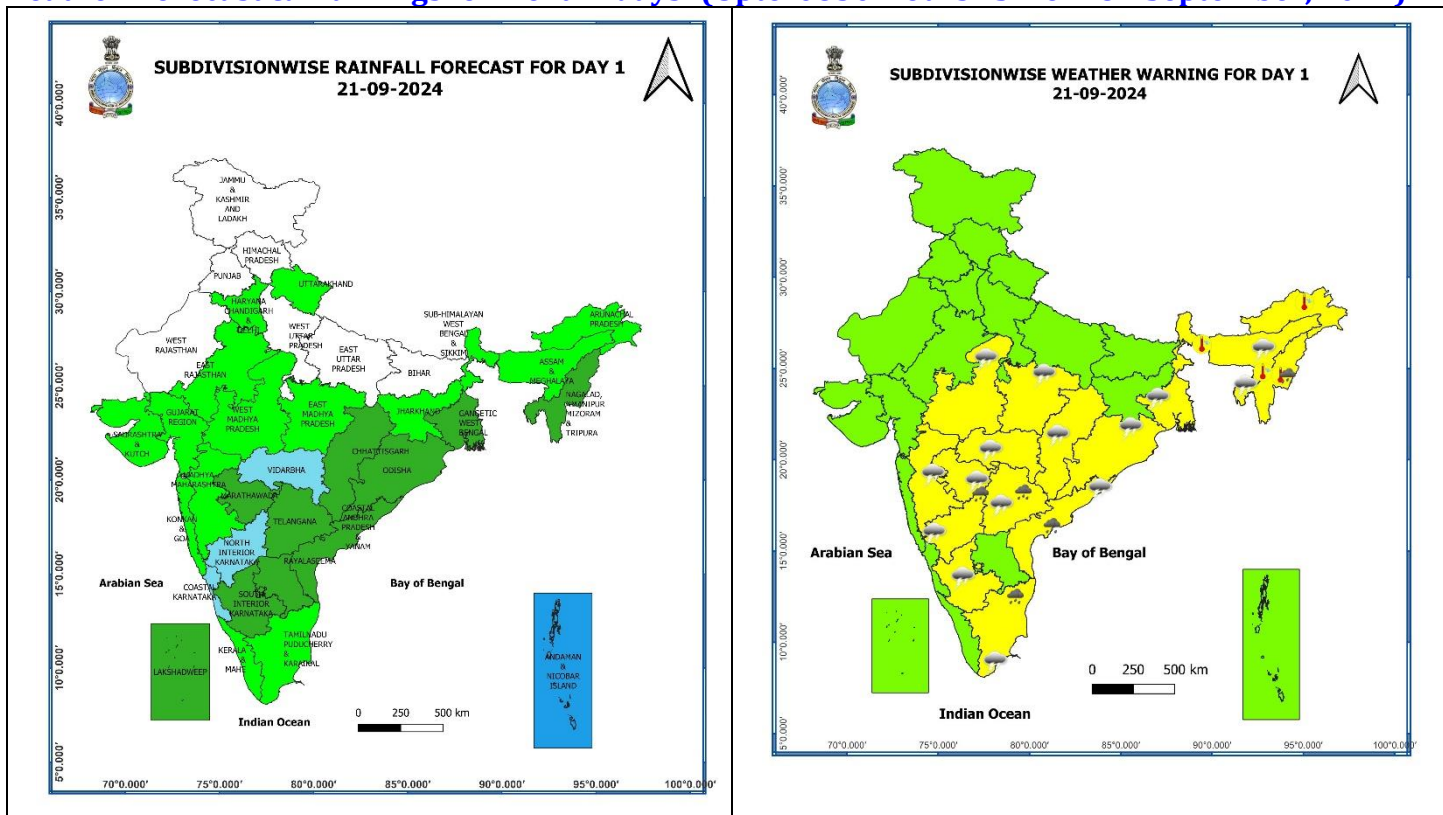 SUBDIVISIONWISE RAINFALL FORECAST FOR DAY 1
21-09-2024
40°0.000'
35°0.000'
30°0.000'
25°0.000'
20°0.000'
15°0.000'
10°0.000'
5°0.000'
JAMMU
&
KASHMIR
AND
LADAKH
HIMACHAL
PRADESH
PUNJAB
UTTARAKHAND
HARYANA
CHANDIGARH
&
DELHI
WEST
UTTAR
PRADESH
SUB-HIMALAYAN
WEST
BENGAL
&
SIKKIM
ARUNACHAL
PRADESH
WEST
RAJASTHAN
EAST
UTTAR
PRADESH
BIHAR
EAST
RAJASTHAN
ASSAM
&
MEGHALAYA
NAGALAD,
MANIPUR
MIZORAM
&
TRIPURA
GUJARAT
REGION
WEST
MADHYA
PRADESH
EAST
MADHYA
PRADESH
JHARKHAND
GANGETIC
WEST
BENGAL
SAURASHTRA
&
KUTCH
CHHATTISGARH
ODISHA
VIDARBHA
MADHYA
MAHARASHTRA
MARATHAWADA
KONKAN
&
GOA
TELANGANA
COASTAL
ANDHRA
PRADESH
&
YANAM
NORTH
INTERIOR
KARNATAKA
RAYALASEEMA
Arabian Sea
Bay of Bengal
COASTAL
KARNATAKA
SOUTH
INTERIOR
KARNATAKA
TAMILNADU
PUDUCHERRY
&
KARAIKAL
KERALA
&
MAHE
LAKSHADWEEP
ANDAMAN
&
NICOBAR
ISLAND
Indian Ocean
0 250 500 km
70°0.000' 75°0.000' 80°0.000' 85°0.000' 90°0.000' 95°0.000' 100°0.000'
SUBDIVISIONWISE WEATHER WARNING FOR DAY 1
21-09-2024
40°0.000'
35°0.000'
30°0.000'
25°0.000'
20°0.000'
15°0.000'
10°0.000'
5°0.000'
Arabian Sea
Bay of Bengal
0 250 500 km
Indian Ocean
70°0.000' 75°0.000' 80°0.000' 85°0.000' 90°0.000' 95°0.000' 100°0.000'